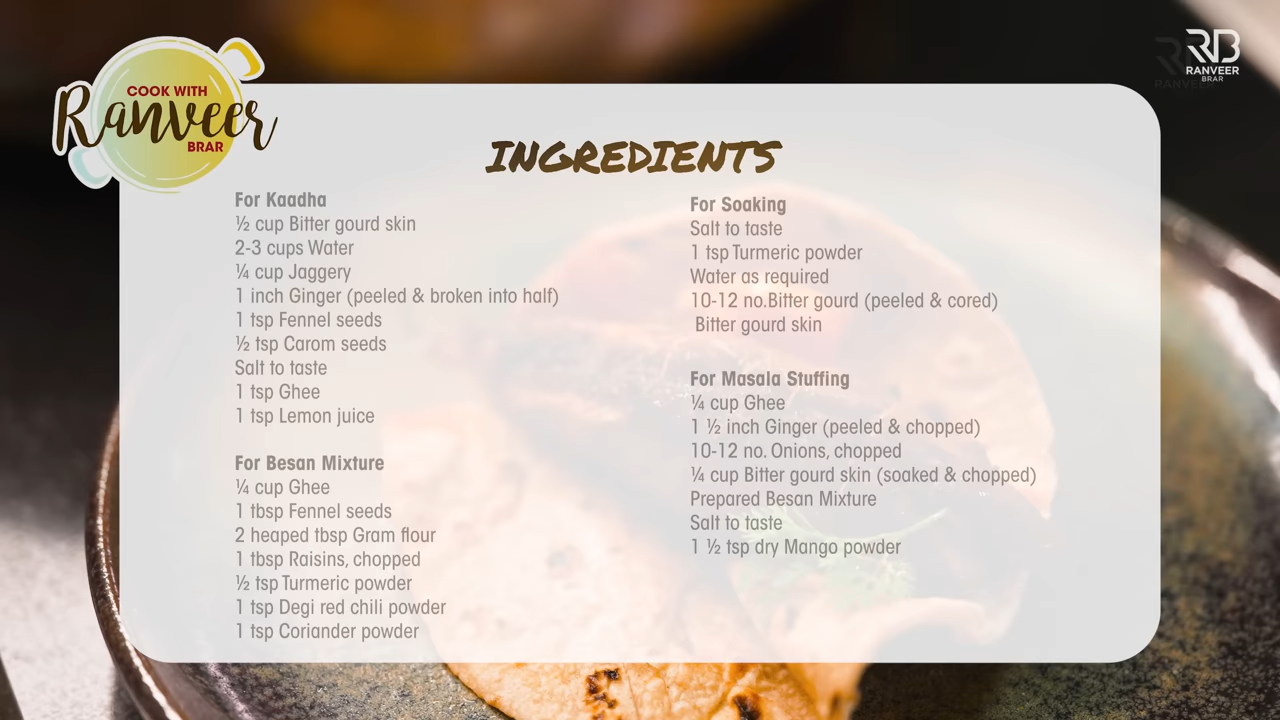 COOK WITH
Ranveer
BRAR
RB
RANVEER
BRAR
INGREDIENTS
For Kaadha
½ cup Bitter gourd skin
2-3 cups Water
¼ cup Jaggery
1 inch Ginger (peeled & broken into half)
1 tsp Fennel seeds
½ tsp Carom seeds
Salt to taste
1 tsp Ghee
1 tsp Lemon juice
For Besan Mixture
¼ cup Ghee
1 tbsp Fennel seeds
2 heaped tbsp Gram flour
1 tbsp Raisins, chopped
½ tsp Turmeric powder
1 tsp Degi red chili powder
1 tsp Coriander powder
For Soaking
Salt to taste
1 tsp Turmeric powder
Water as required
10-12 no.Bitter gourd (peeled & cored)
Bitter gourd skin
For Masala Stuffing
¼ cup Ghee
1 ½ inch Ginger (peeled & chopped)
10-12 no. Onions, chopped
¼ cup Bitter gourd skin (soaked & chopped)
Prepared Besan Mixture
Salt to taste
1 ½ tsp dry Mango powder